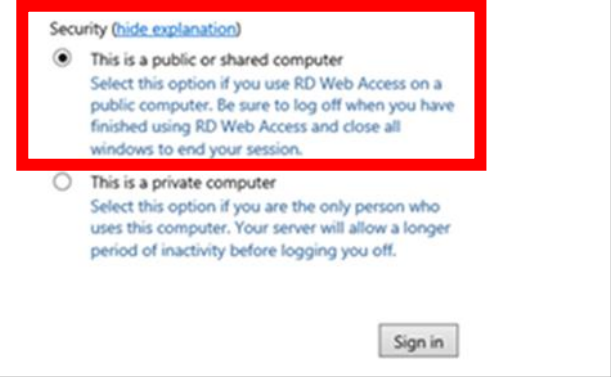 Security (hide explanation)
This is a public or shared computer
Select this option if you use RD Web Access on a
public computer. Be sure to log off when you have
finished using RD Web Access and close all
windows to end your session.
This is a private computer
Select this option if you are the only person who
uses this computer. Your server will allow a longer
period of inactivity before logging you off.
Sign in